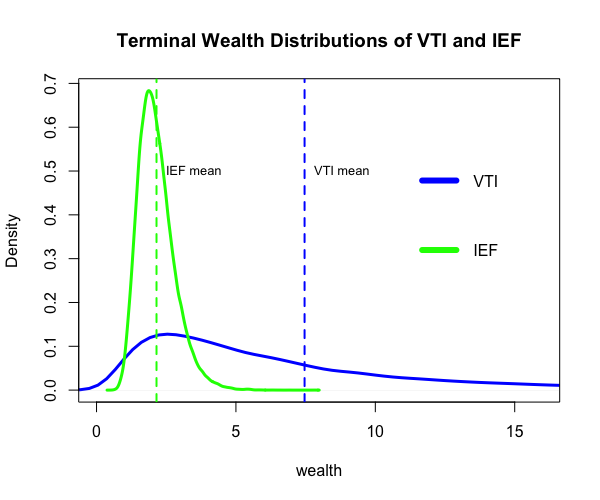 Terminal Wealth Distributions of VTI and IEF
Density
0.7
0.6
0.5
0.4
0.3
0.2
0.1
0.0
IEF mean
VTI mean
VTI
IEF
0
5
10
15
wealth